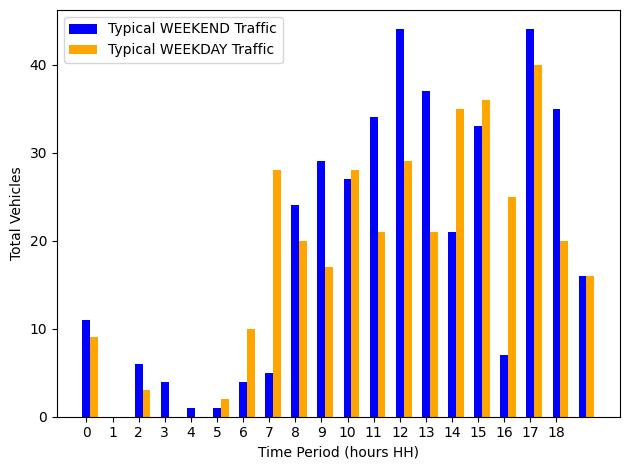 Typical WEEKEND Traffic
Typical WEEKDAY Traffic
Total Vehicles
40
30
20
10
0
0 1 2 3 4 5 6 7 8 9 10 11 12 13 14 15 16 17 18
Time Period (hours HH)